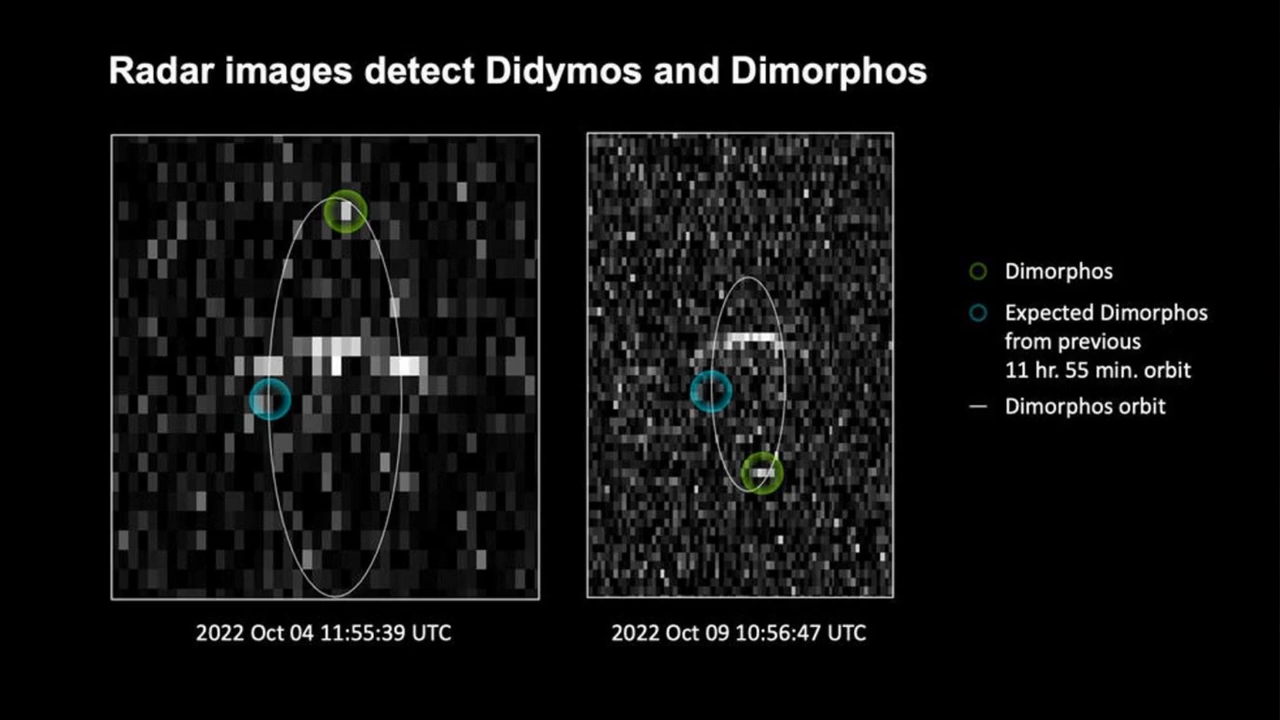 Radar images detect Didymos and Dimorphos
2022 Oct 04 11:55:39 UTC
2022 Oct 09 10:56:47 UTC
Dimorphos
Expected Dimorphos
from previous
11 hr. 55 min. orbit
Dimorphos orbit